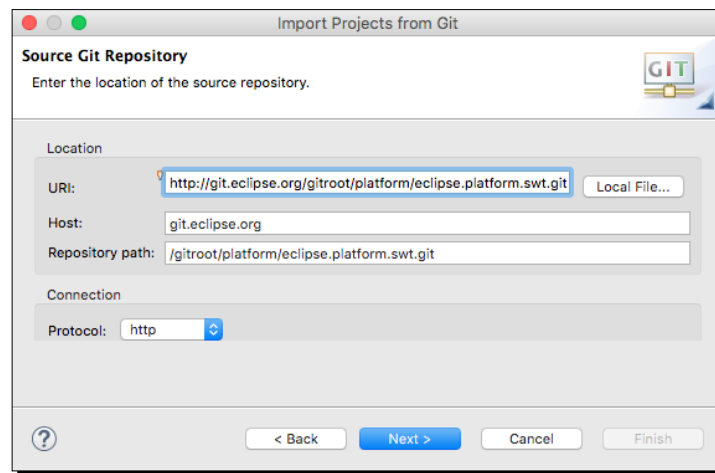 Import Projects from Git
Source Git Repository
Enter the location of the source repository.
GIT
Location
URI: http://git.eclipse.org/gitroot/platform/eclipse.platform.swt.git Local File...
Host: git.eclipse.org
Repository path: /gitroot/platform/eclipse.platform.swt.git
Connection
Protocol: http
? < Back Next > Cancel Finish